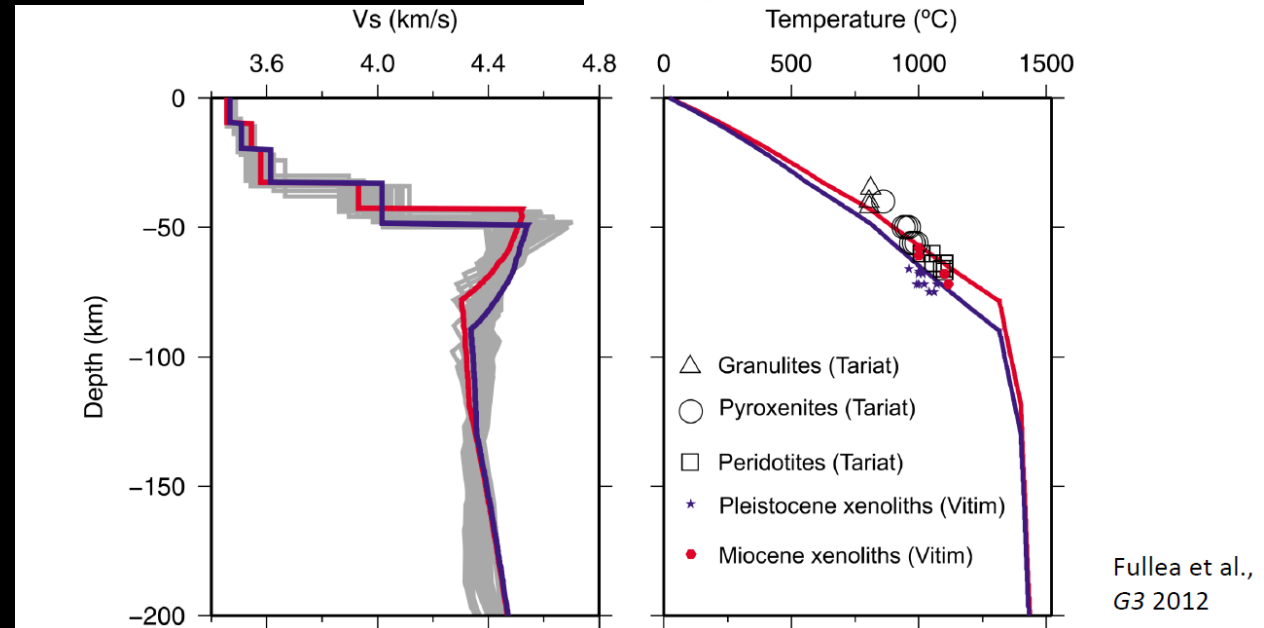 Vs (km/s)
Temperature (ºC)
3.6 4.0 4.4 4.8
0 500 1000 1500
0
−50
−100
−150
−200
Depth (km)
Granulites (Tariat)
Pyroxenites (Tariat)
Peridotites (Tariat)
Pleistocene xenoliths (Vitim)
Miocene xenoliths (Vitim)
Fullea et al.,
G3 2012